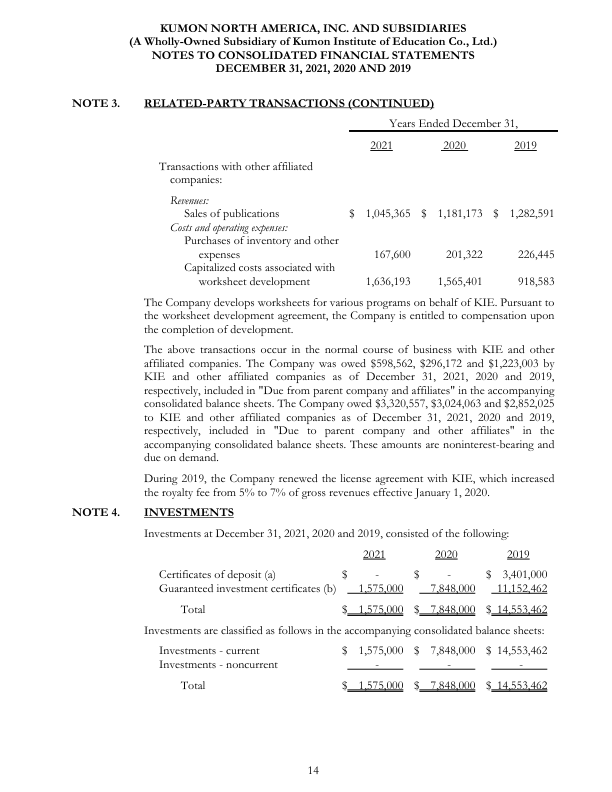 KUMON NORTH AMERICA, INC. AND SUBSIDIARIES
(A Wholly-Owned Subsidiary of Kumon Institute of Education Co., Ltd.)
NOTES TO CONSOLIDATED FINANCIAL STATEMENTS
DECEMBER 31, 2021, 2020 AND 2019
NOTE 3. RELATED-PARTY TRANSACTIONS (CONTINUED)
Years Ended December 31,
2021 2020 2019
Transactions with other affiliated
companies:
Revenues:
Sales of publications $ 1,045,365 $ 1,181,173 $ 1,282,591
Costs and operating expenses:
Purchases of inventory and other
expenses 167,600 201,322 226,445
Capitalized costs associated with
worksheet development 1,636,193 1,565,401 918,583
The Company develops worksheets for various programs on behalf of KIE. Pursuant to
the worksheet development agreement, the Company is entitled to compensation upon
the completion of development.
The above transactions occur in the normal course of business with KIE and other
affiliated companies. The Company was owed $598,562, $296,172 and $1,223,003 by
KIE and other affiliated companies as of December 31, 2021, 2020 and 2019,
respectively, included in "Due from parent company and affiliates" in the accompanying
consolidated balance sheets. The Company owed $3,320,557, $3,024,063 and $2,852,025
to KIE and other affiliated companies as of December 31, 2021, 2020 and 2019,
respectively, included in "Due to parent company and other affiliates" in the
accompanying consolidated balance sheets. These amounts are noninterest-bearing and
due on demand.
During 2019, the Company renewed the license agreement with KIE, which increased
the royalty fee from 5% to 7% of gross revenues effective January 1, 2020.
NOTE 4. INVESTMENTS
Investments at December 31, 2021, 2020 and 2019, consisted of the following:
2021 2020 2019
Certificates of deposit (a) $ - $ - $ 3,401,000
Guaranteed investment certificates (b) 1,575,000 7,848,000 11,152,462
Total $ 1,575,000 $ 7,848,000 $ 14,553,462
Investments are classified as follows in the accompanying consolidated balance sheets:
Investments - current $ 1,575,000 $ 7,848,000 $ 14,553,462
Investments - noncurrent - - -
Total $ 1,575,000 $ 7,848,000 $ 14,553,462
14